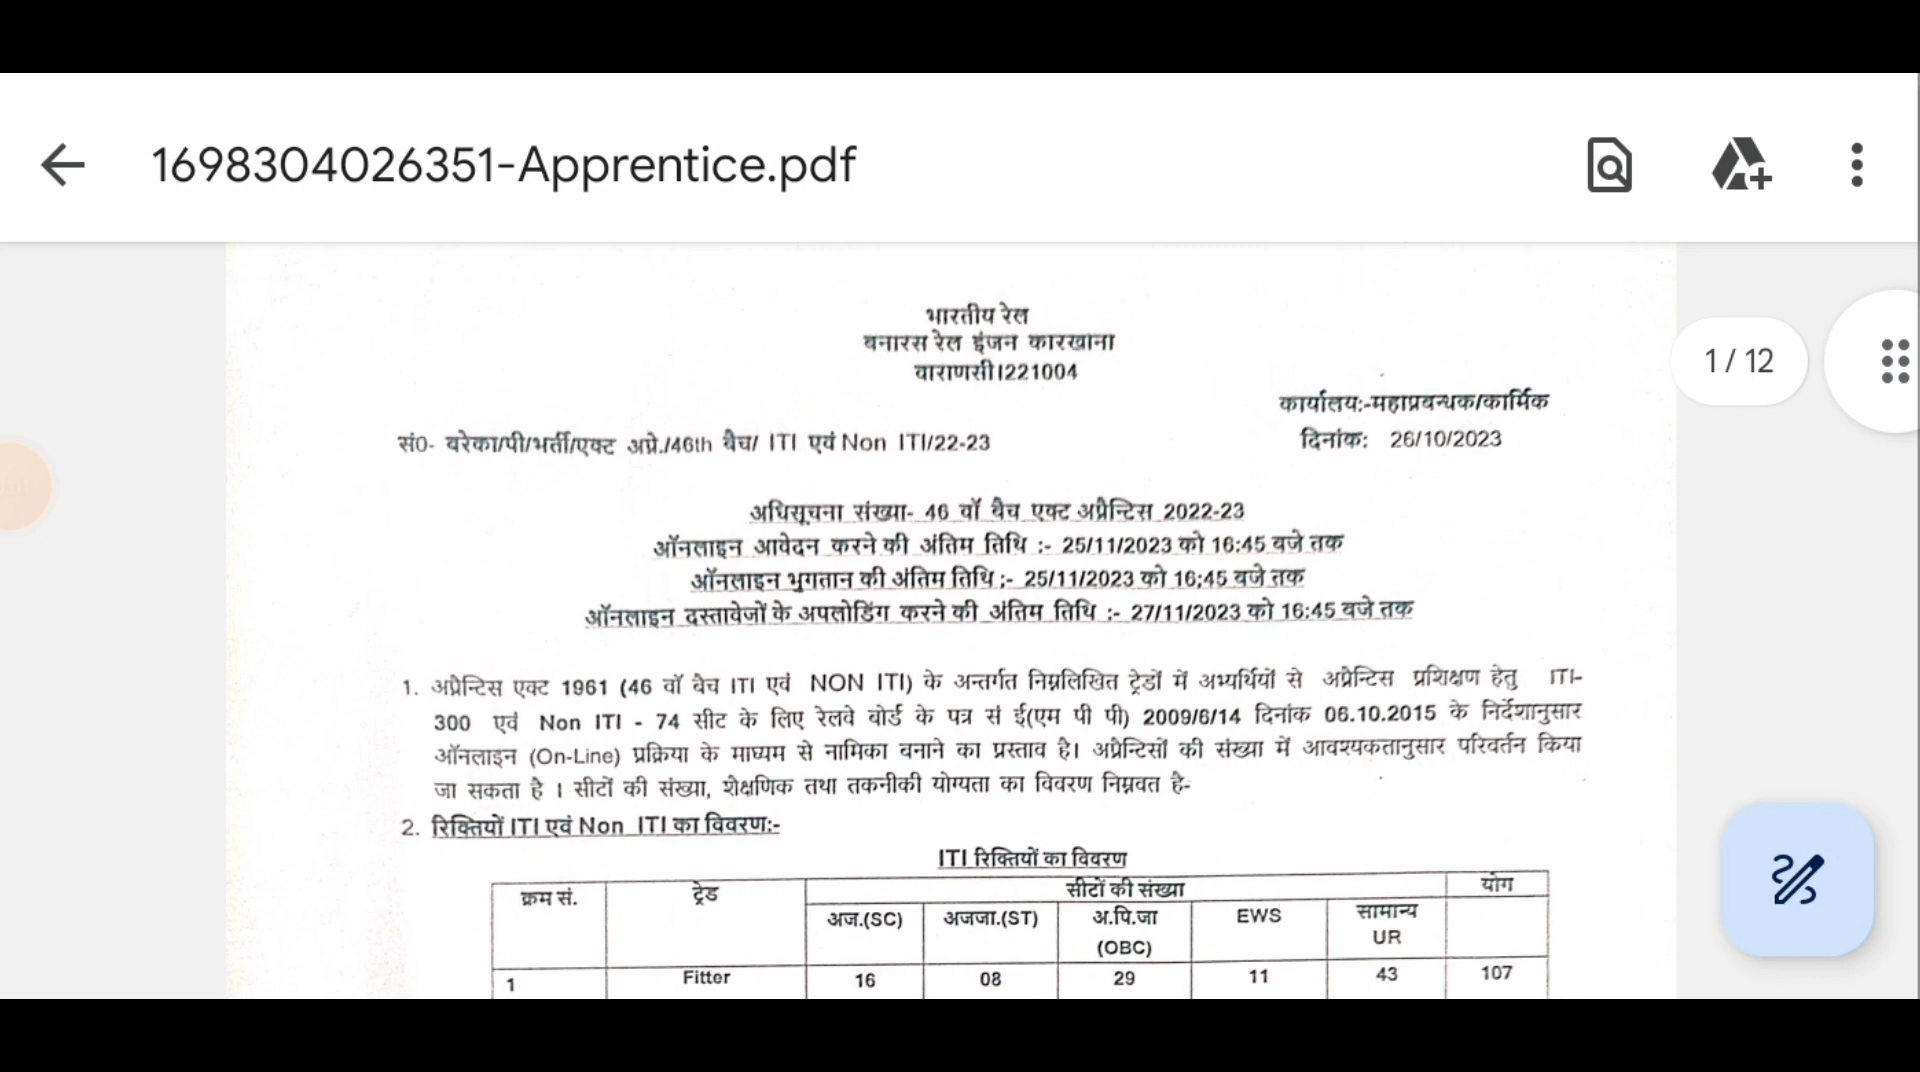 1698304026351-Apprentice.pdf
1 / 12
भारतीय रेल
बनारस रेल इंजन कारखाना
वाराणसी।221004
कार्यालय:-महाप्रबन्धक/कार्मिक
सं0- बरेका/पी/भर्ती/एक्ट अप्रे./46th बैच/ ITI एवं Non ITI/22-23
दिनांक: 26/10/2023
अधिसूचना संख्या- 46 वॉ बैच एक्ट अप्रैन्टिस 2022-23
ऑनलाइन आवेदन करने की अंतिम तिथि :- 25/11/2023 को 16:45 बजे तक
ऑनलाइन भुगतान की अंतिम तिथि :- 25/11/2023 को 16:45 बजे तक
ऑनलाइन दस्तावेजों के अपलोडिंग करने की अंतिम तिथि :- 27/11/2023 को 16:45 बजे तक
1. अप्रैन्टिस एक्ट 1961 (46 वॉ बैच ITI एवं NON ITI) के अन्तर्गत निम्नलिखित ट्रेडों में अभ्यर्थियों से अप्रैन्टिस प्रशिक्षण हेतु ITI-
300 एवं Non ITI - 74 सीट के लिए रेलवे बोर्ड के पत्र सं ई(एम पी पी) 2009/6/14 दिनांक 06.10.2015 के निर्देशानुसार
ऑनलाइन (On-Line) प्रक्रिया के माध्यम से नामिका बनाने का प्रस्ताव है। अप्रैन्टिसों की संख्या में आवश्यकतानुसार परिवर्तन किया
जा सकता है । सीटों की संख्या, शैक्षणिक तथा तकनीकी योग्यता का विवरण निम्नवत है-
2. रिक्तियों ITI एवं Non ITI का विवरण:-
ITI रिक्तियों का विवरण
क्रम सं. ट्रेड सीटों की संख्या योग
अज.(SC) अजजा.(ST) अ.पि.जा (OBC) EWS सामान्य UR
1 Fitter 16 08 29 11 43 107